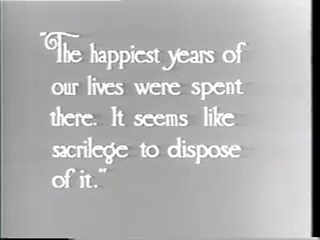 "The happiest years of
our lives were spent
there. It seems like
sacrilege to dispose
of it."